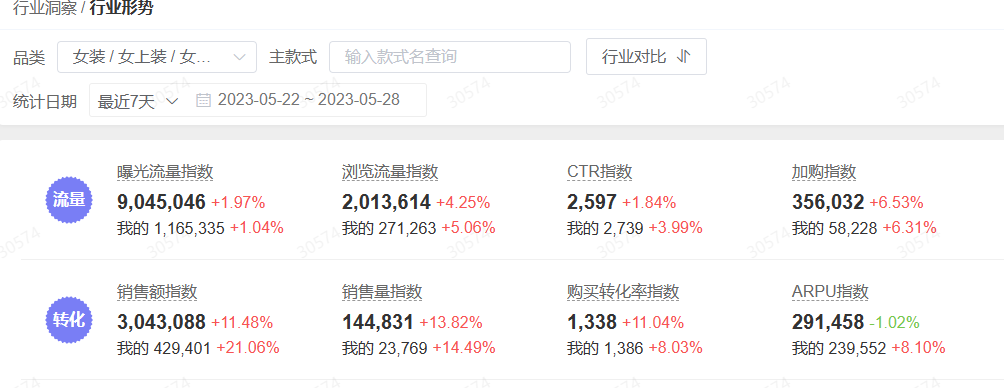 行业洞察 / 行业形势
品类 女装 / 女上装 / 女... 主款式 输入款式名查询 行业对比
统计日期 最近7天 2023-05-22 ~ 2023-05-28
流量
曝光流量指数 浏览流量指数 CTR指数 加购指数
9,045,046 +1.97% 2,013,614 +4.25% 2,597 +1.84% 356,032 +6.53%
我的 1,165,335 +1.04% 我的 271,263 +5.06% 我的 2,739 +3.99% 我的 58,228 +6.31%
转化
销售额指数 销售量指数 购买转化率指数 ARPU指数
3,043,088 +11.48% 144,831 +13.82% 1,338 +11.04% 291,458 -1.02%
我的 429,401 +21.06% 我的 23,769 +14.49% 我的 1,386 +8.03% 我的 239,552 +8.10%
30574